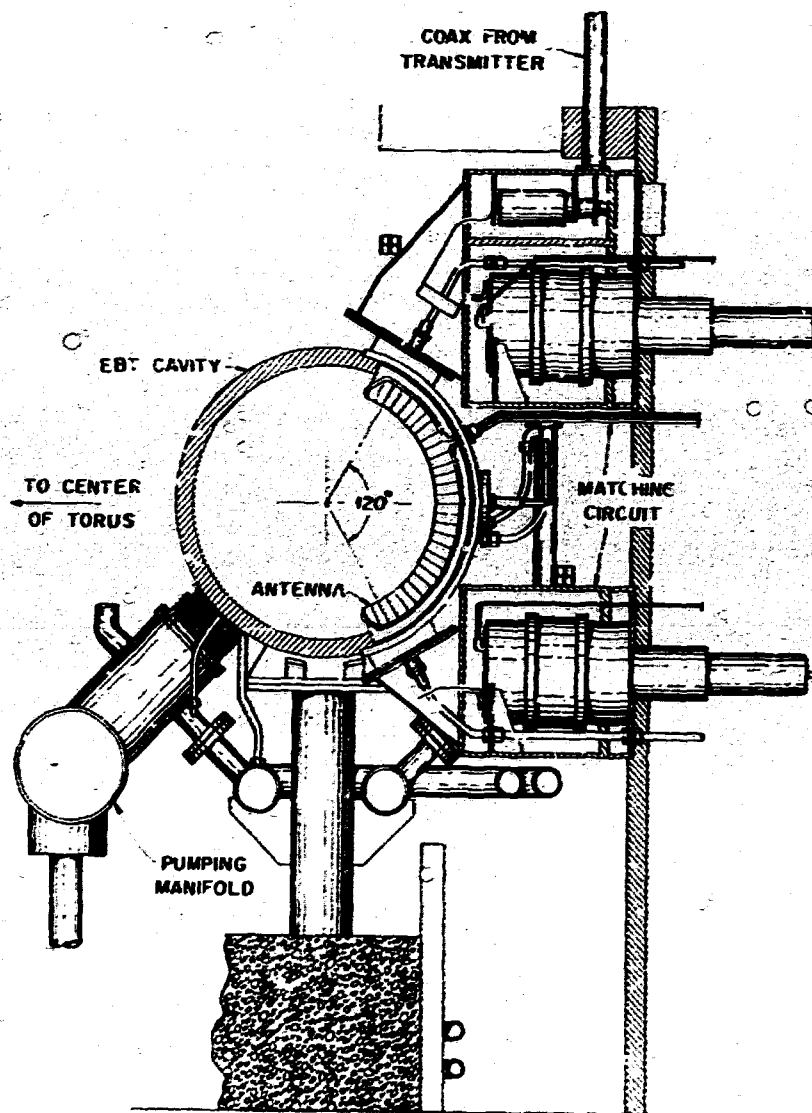 COAX FROM
TRANSMITTER
EBT CAVITY
TO CENTER
OF TORUS
120°
MATCHING
CIRCUIT
ANTENNA
PUMPING
MANIFOLD